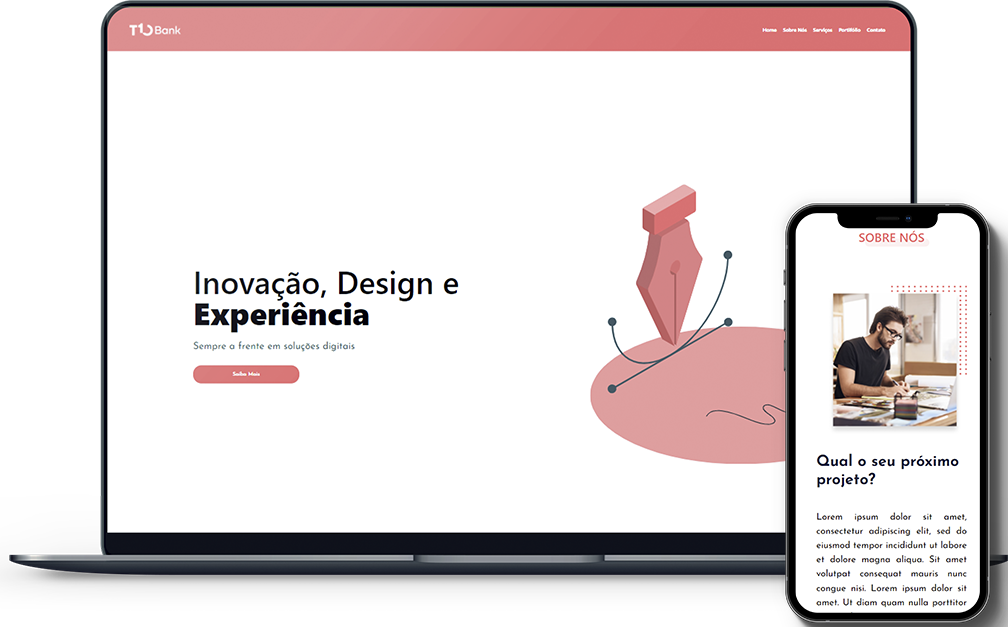 T10 Bank
Home Sobre Nós Serviços Portifólio Contato
Inovação, Design e
Experiência
Sempre a frente em soluções digitais
Saiba Mais
SOBRE NÓS
Qual o seu próximo
projeto?
Lorem ipsum dolor sit amet,
consectetur adipiscing elit, sed do
eiusmod tempor incididunt ut labore
et dolore magna aliqua. Sit amet
volutpat consequat mauris nunc
congue nisi. Lorem ipsum dolor sit
amet. Ut diam quam nulla porttitor